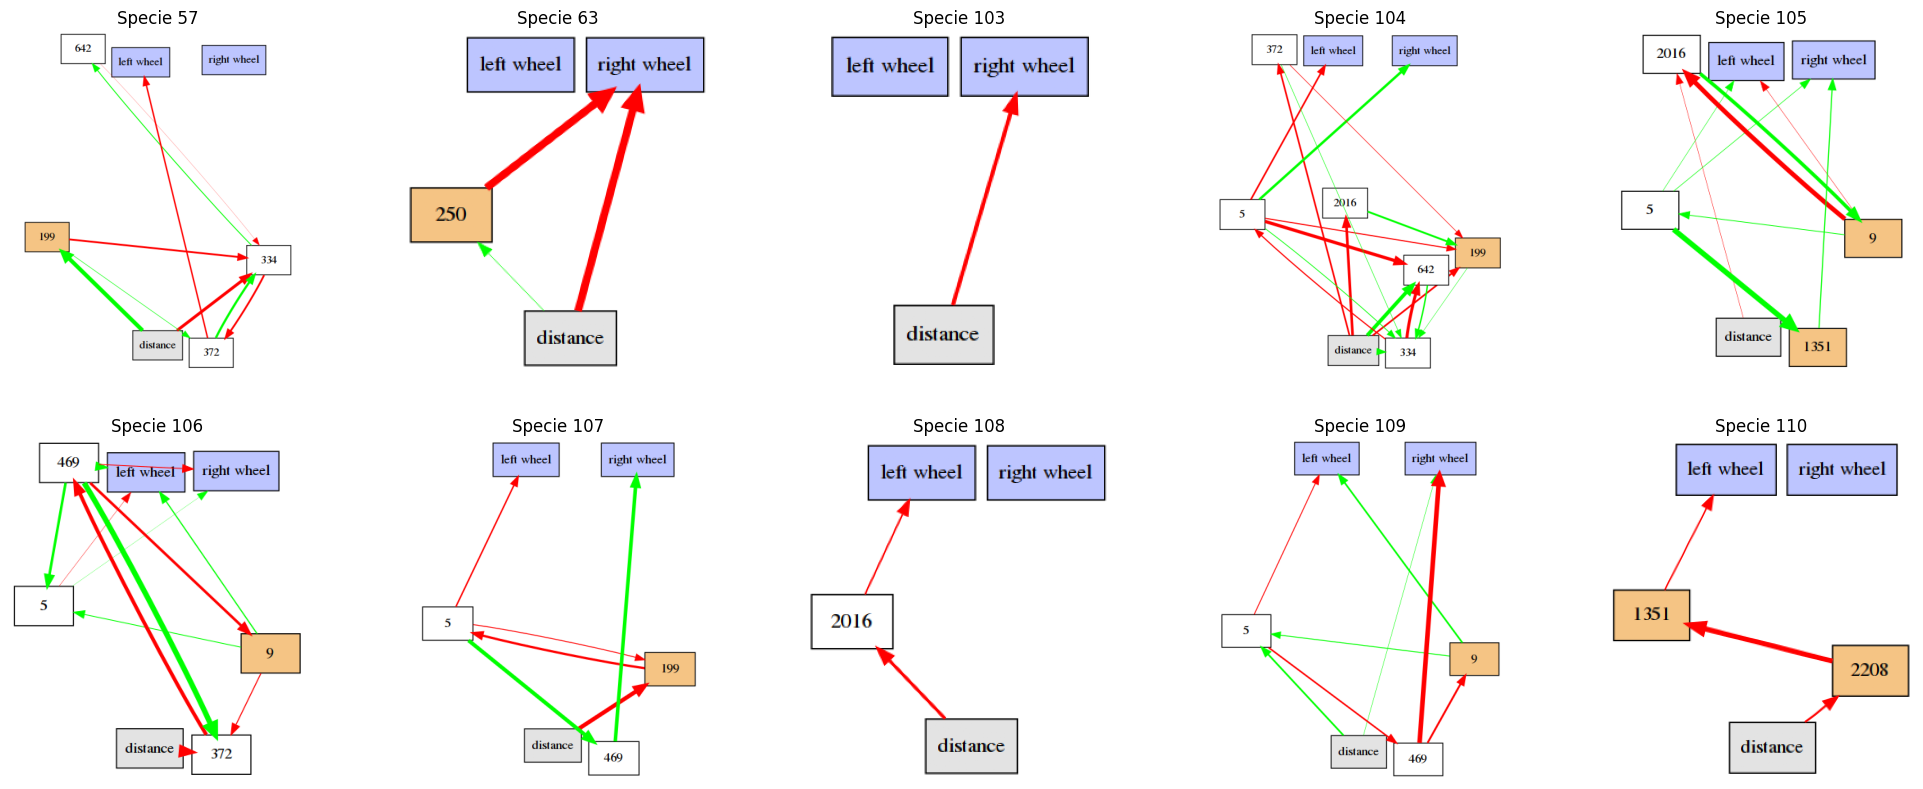 Specie 57
642
left wheel
right wheel
199
334
distance
372
Specie 63
left wheel
right wheel
250
distance
Specie 103
left wheel
right wheel
distance
Specie 104
372
left wheel
right wheel
5
2016
199
642
distance
334
Specie 105
2016
left wheel
right wheel
5
9
distance
1351
Specie 106
469
left wheel
right wheel
5
9
distance
372
Specie 107
left wheel
right wheel
5
199
distance
469
Specie 108
left wheel
right wheel
2016
distance
Specie 109
left wheel
right wheel
5
9
distance
469
Specie 110
left wheel
right wheel
1351
2208
distance